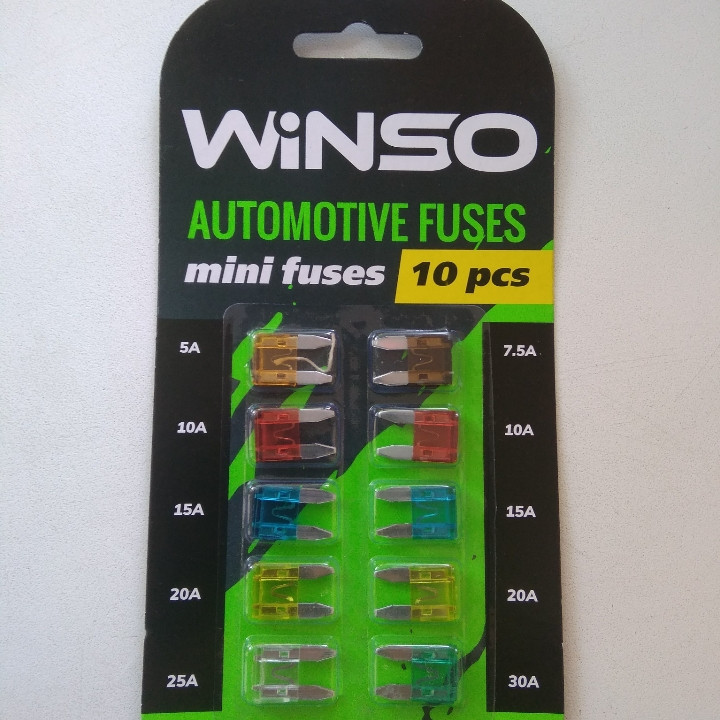 WiNSO
AUTOMOTIVE FUSES
mini fuses 10 pcs
5A 7.5A
10A 10A
15A 15A
20A 20A
25A 30A